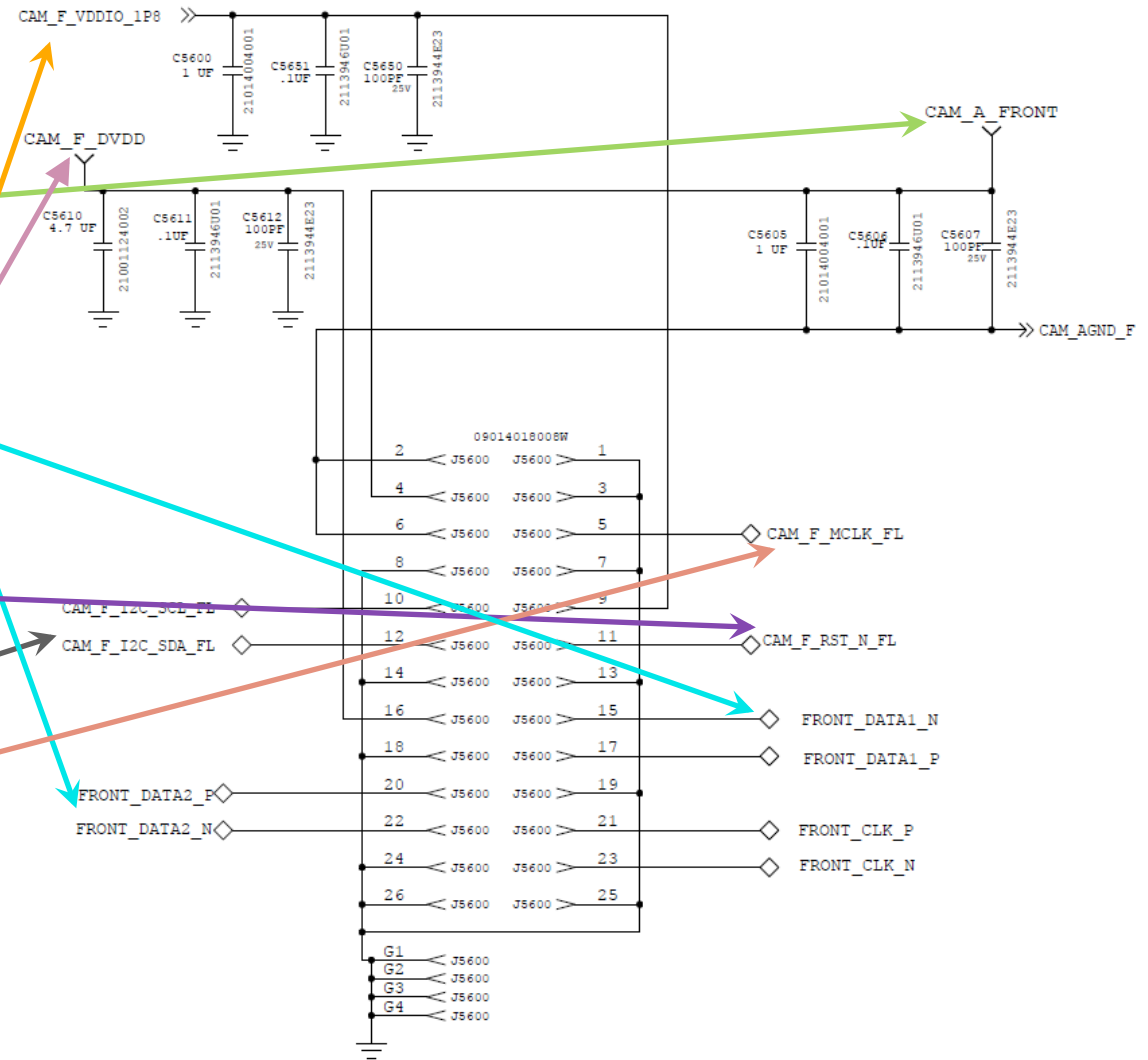 CAM_F_VDDIO_1P8
C5600
1 UF
21014004001
C5651
.1UF
2113946U01
C5650
100PF
25V
2113944E23
CAM_F_DVDD
CAM_A_FRONT
C5610
4.7 UF
21001124002
C5611
.1UF
2113946U01
C5612
100PF
25V
2113944E23
C5605
1 UF
21014004001
C5606
.1UF
2113946U01
C5607
100PF
25V
2113944E23
CAM_AGND_F
09014018008W
2 J5600 J5600 1
4 J5600 J5600 3
6 J5600 J5600 5 CAM_F_MCLK_FL
8 J5600 J5600 7
CAM_F_I2C_SCL_FL 10 J5600 J5600 9
CAM_F_I2C_SDA_FL 12 J5600 J5600 11 CAM_F_RST_N_FL
14 J5600 J5600 13
16 J5600 J5600 15 FRONT_DATA1_N
18 J5600 J5600 17 FRONT_DATA1_P
FRONT_DATA2_P 20 J5600 J5600 19
FRONT_DATA2_N 22 J5600 J5600 21 FRONT_CLK_P
24 J5600 J5600 23 FRONT_CLK_N
26 J5600 J5600 25
G1 J5600
G2 J5600
G3 J5600
G4 J5600